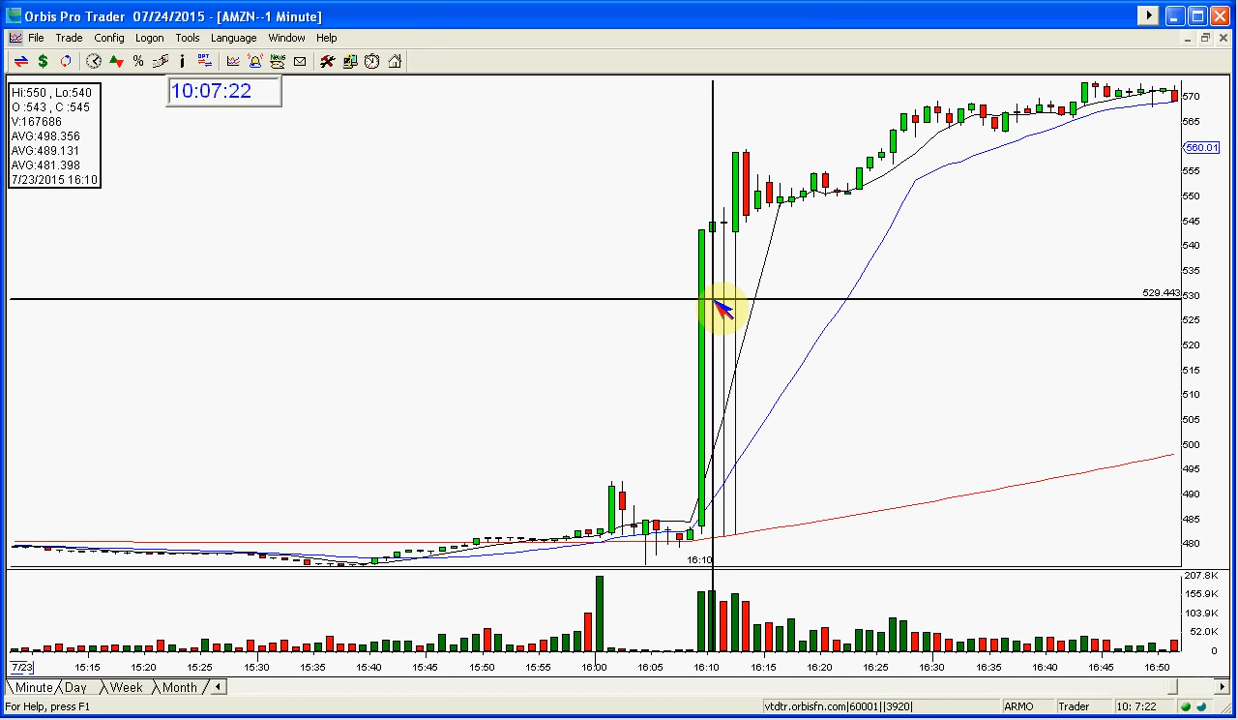 Orbis Pro Trader 07/24/2015 - [AMZN--1 Minute]
File Trade Config Logon Tools Language Window Help
$ % i OPT News
10:07:22
Hi:550 , Lo:540
O :543 , C :545
V:167686
AVG:498.356
AVG:489.131
AVG:481.398
7/23/2015 16:10
570
565
560.01
555
550
545
540
535
529.443
530
525
520
515
510
505
500
495
490
485
480
16:10
207.8K
155.9K
103.9K
52.0K
0
7/23 15:15 15:20 15:25 15:30 15:35 15:40 15:45 15:50 15:55 16:00 16:05 16:10 16:15 16:20 16:25 16:30 16:35 16:40 16:45 16:50
Minute Day Week Month
For Help, press F1 vtdtr.orbisfn.com|60001||3920| ARMO Trader 10: 7:22